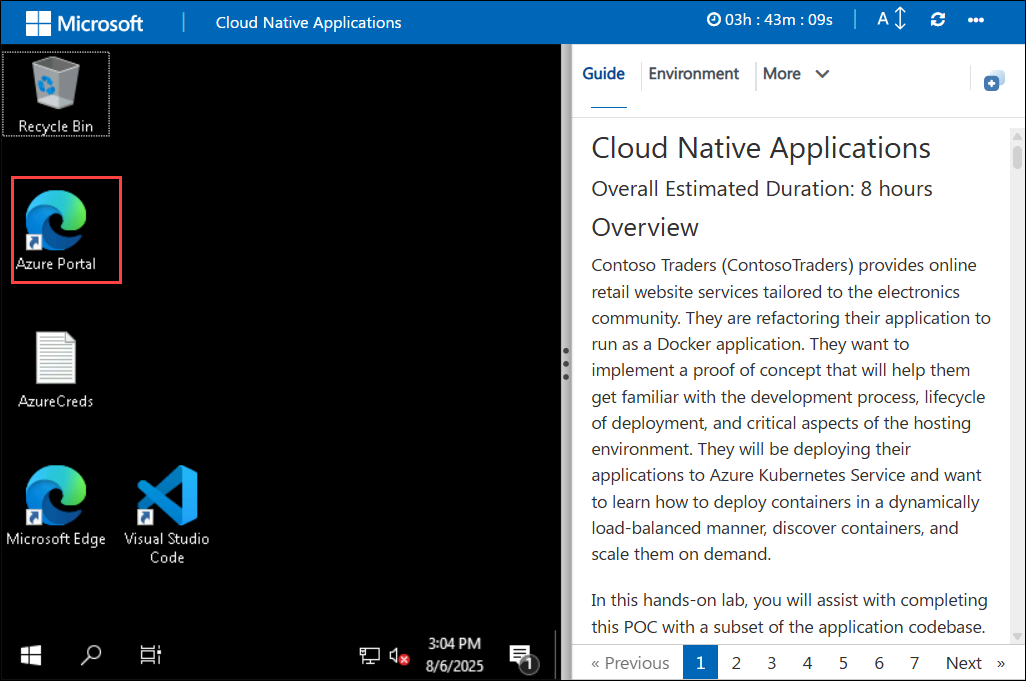 Microsoft
Cloud Native Applications
03h : 43m : 09s
A
Recycle Bin
Azure Portal
AzureCreds
Microsoft Edge
Visual Studio
Code
3:04 PM
8/6/2025
1
Guide
Environment
More
Cloud Native Applications
Overall Estimated Duration: 8 hours
Overview
Contoso Traders (ContosoTraders) provides online
retail website services tailored to the electronics
community. They are refactoring their application to
run as a Docker application. They want to
implement a proof of concept that will help them
get familiar with the development process, lifecycle
of deployment, and critical aspects of the hosting
environment. They will be deploying their
applications to Azure Kubernetes Service and want
to learn how to deploy containers in a dynamically
load-balanced manner, discover containers, and
scale them on demand.
In this hands-on lab, you will assist with completing
this POC with a subset of the application codebase.
« Previous 1 2 3 4 5 6 7 Next »